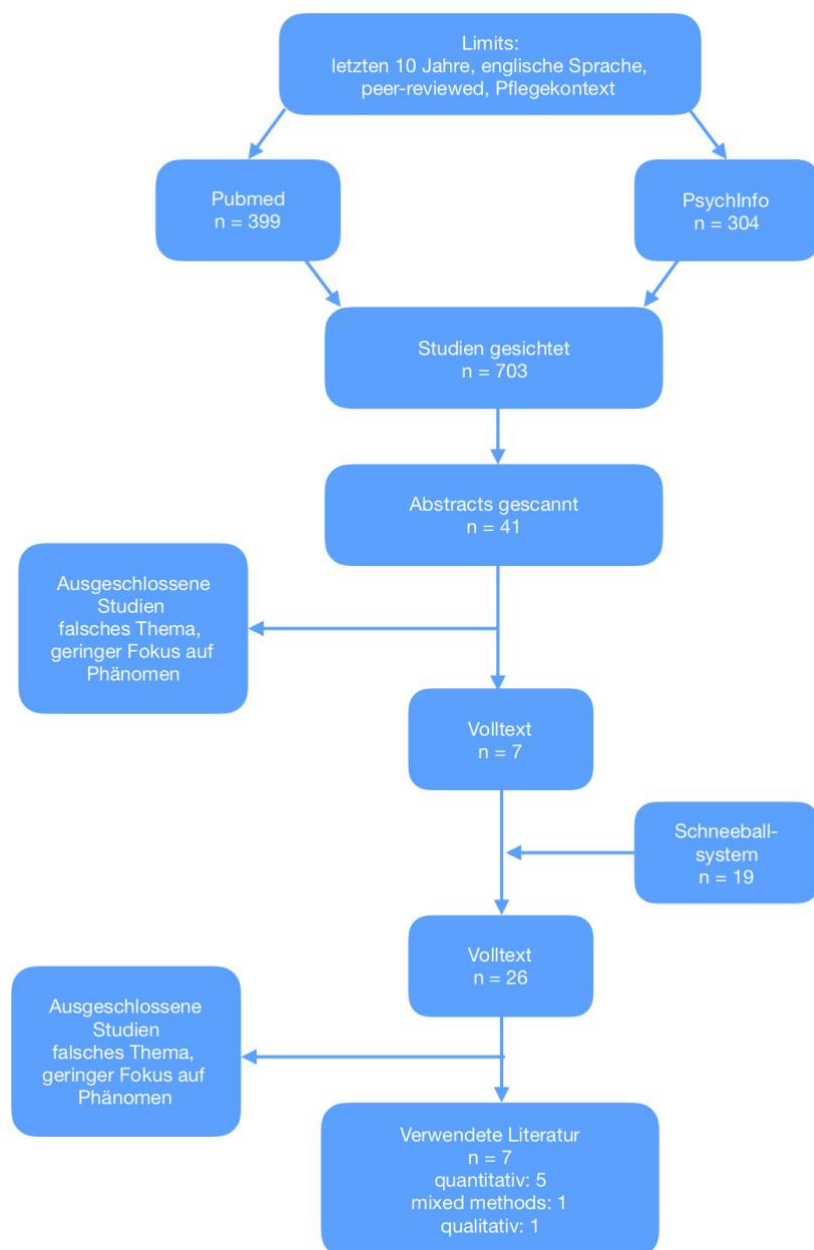 Limits:
letzten 10 Jahre, englische Sprache,
peer-reviewed, Pflegekontext
Pubmed
n = 399
PsychInfo
n = 304
Studien gesichtet
n = 703
Abstracts gescannt
n = 41
Ausgeschlossene
Studien
falsches Thema,
geringer Fokus auf
Phänomen
Volltext
n = 7
Schneeball-
system
n = 19
Volltext
n = 26
Ausgeschlossene
Studien
falsches Thema,
geringer Fokus auf
Phänomen
Verwendete Literatur
n = 7
quantitativ: 5
mixed methods: 1
qualitativ: 1